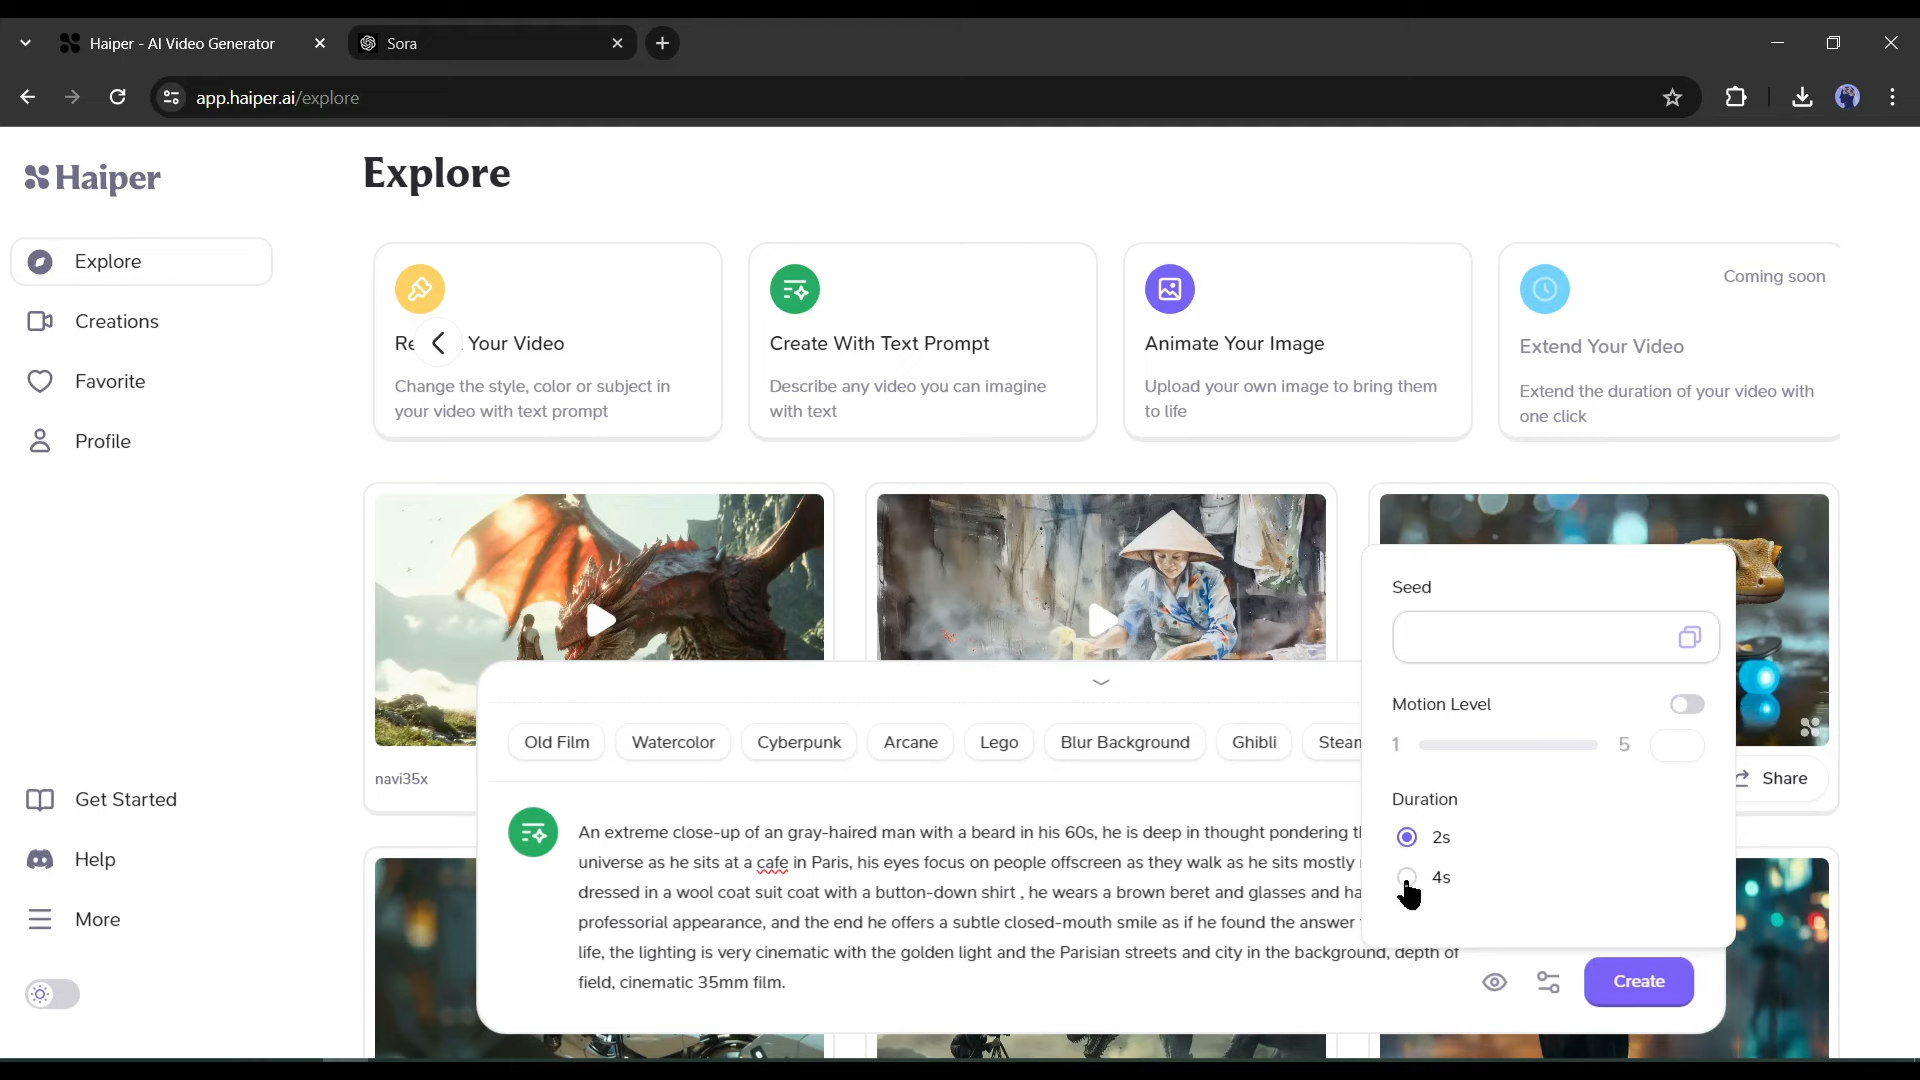 Haiper - AI Video Generator
Sora
app.haiper.ai/explore
Haiper
Explore
Explore
Creations
Favorite
Profile
Get Started
Help
More
Re Your Video
Change the style, color or subject in
your video with text prompt
Create With Text Prompt
Describe any video you can imagine
with text
Animate Your Image
Upload your own image to bring them
to life
Coming soon
Extend Your Video
Extend the duration of your video with
one click
navi35x
Share
Old Film
Watercolor
Cyberpunk
Arcane
Lego
Blur Background
Ghibli
Steam
An extreme close-up of an gray-haired man with a beard in his 60s, he is deep in thought pondering
universe as he sits at a cafe in Paris, his eyes focus on people offscreen as they walk as he sits mostly
dressed in a wool coat suit coat with a button-down shirt , he wears a brown beret and glasses and ha
professorial appearance, and the end he offers a subtle closed-mouth smile as if he found the answer
life, the lighting is very cinematic with the golden light and the Parisian streets and city in the background, depth of
field, cinematic 35mm film.
Seed
Motion Level
1
5
Duration
2s
4s
Create